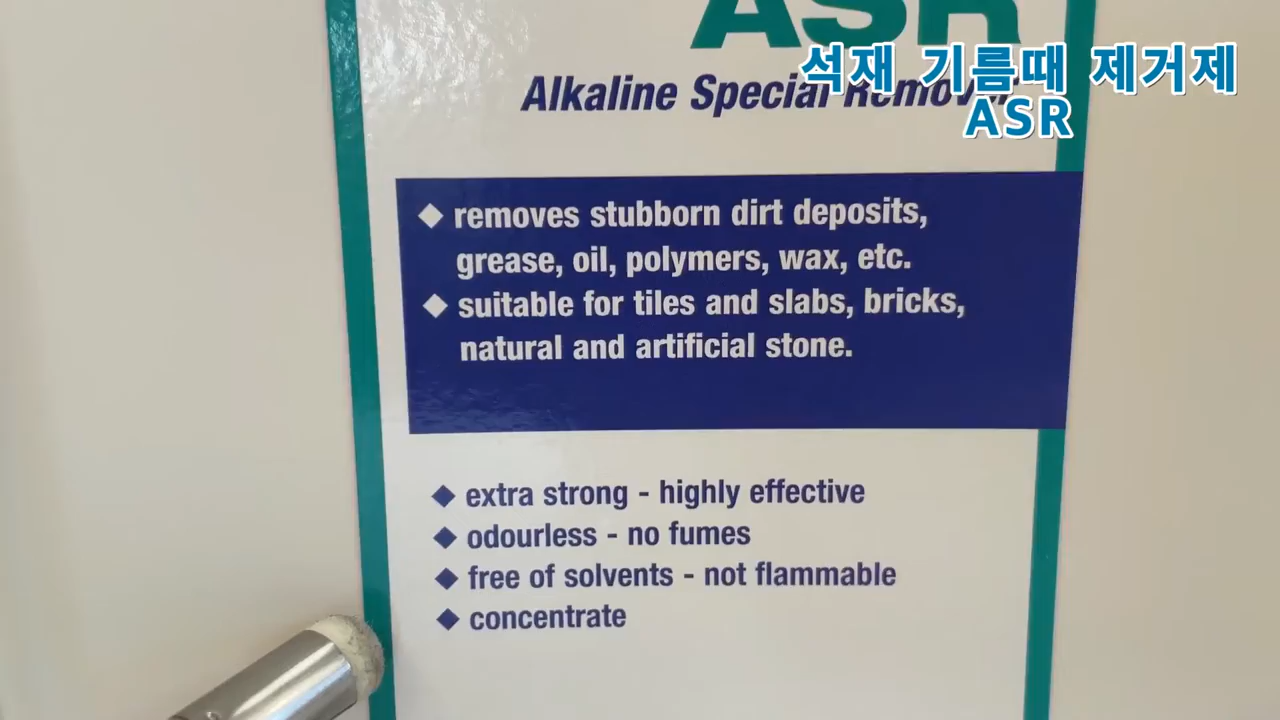 ASR
석재 기름때 제거제
ASR
Alkaline Special Remover
◆ removes stubborn dirt deposits,
grease, oil, polymers, wax, etc.
◆ suitable for tiles and slabs, bricks,
natural and artificial stone.
◆ extra strong - highly effective
◆ odourless - no fumes
◆ free of solvents - not flammable
◆ concentrate